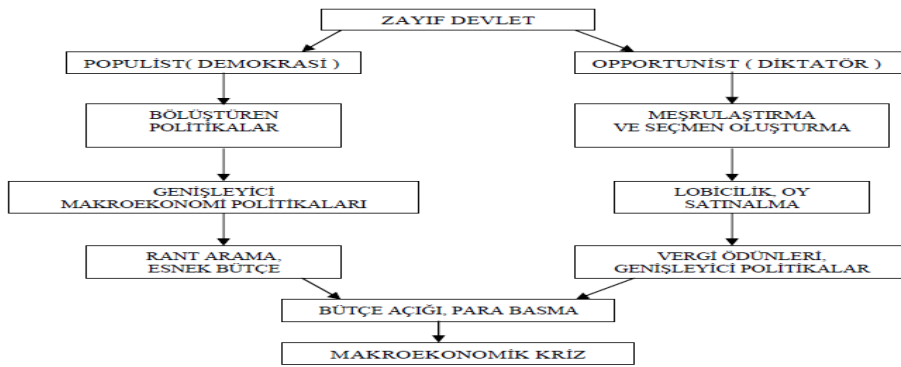 ZAYIF DEVLET
POPULİST( DEMOKRASİ )
OPPORTUNİST ( DİKTATÖR )
BÖLÜŞTÜREN
POLİTİKALAR
MEŞRULAŞTIRMA
VE SEÇMEN OLUŞTURMA
GENİŞLEYİCİ
MAKROEKONOMİ POLİTİKALARI
LOBİCİLİK, OY
SATINALMA
RANT ARAMA,
ESNEK BÜTÇE
VERGİ ÖDÜNLERİ,
GENİŞLEYİCİ POLİTİKALAR
BÜTÇE AÇIĞI, PARA BASMA
MAKROEKONOMİK KRİZ